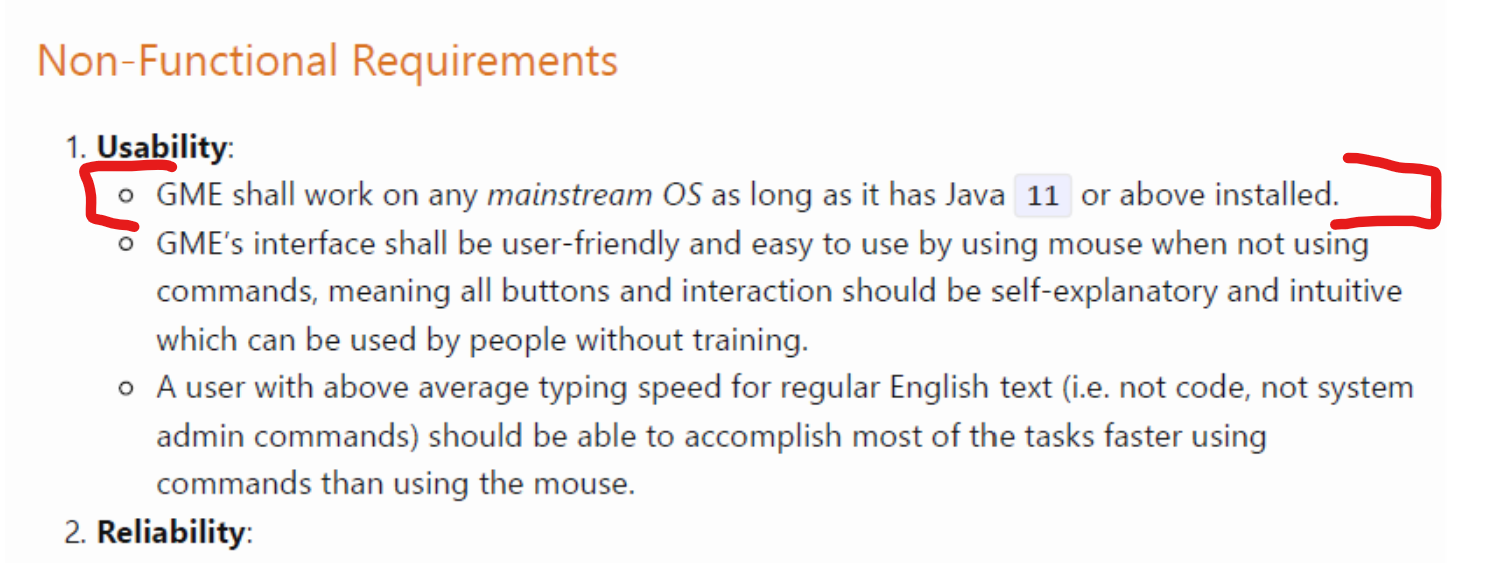 Non-Functional Requirements
1. Usability:
○ GME shall work on any mainstream OS as long as it has Java 11 or above installed.
○ GME’s interface shall be user-friendly and easy to use by using mouse when not using
commands, meaning all buttons and interaction should be self-explanatory and intuitive
which can be used by people without training.
○ A user with above average typing speed for regular English text (i.e. not code, not system
admin commands) should be able to accomplish most of the tasks faster using
commands than using the mouse.
2. Reliability: